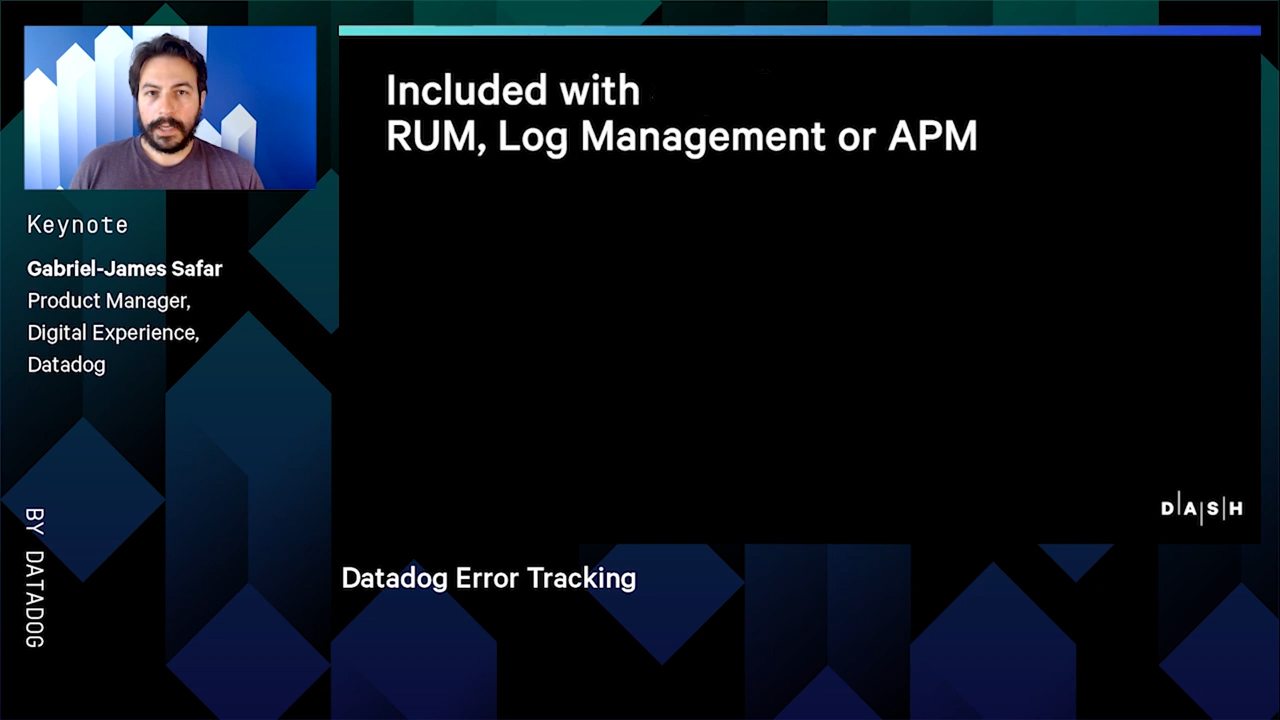 Included with
RUM, Log Management or APM
Keynote
Gabriel-James Safar
Product Manager,
Digital Experience,
Datadog
BY DATADOG
DASH
Datadog Error Tracking